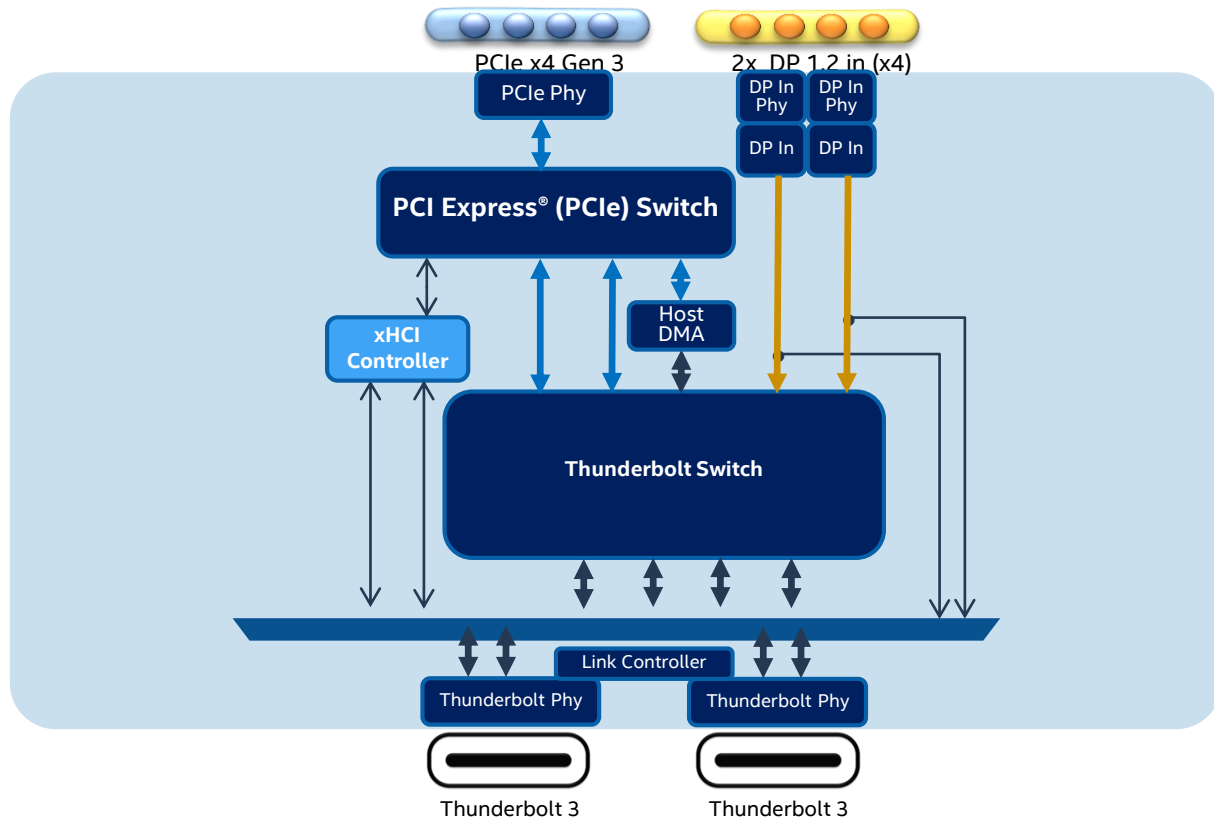 PCIe x4 Gen 3
2x DP 1.2 in (x4)
PCIe Phy
DP In
Phy
DP In
Phy
DP In
DP In
PCI Express® (PCIe) Switch
Host
DMA
xHCI
Controller
Thunderbolt Switch
Link Controller
Thunderbolt Phy
Thunderbolt Phy
Thunderbolt 3
Thunderbolt 3